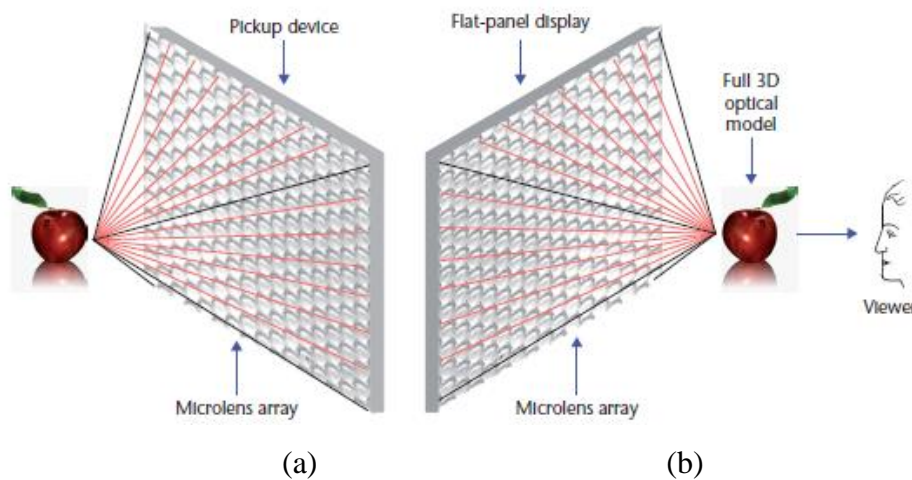 Pickup device
Flat-panel display
Full 3D
optical
model
Viewer
Microlens array
Microlens array
(a)
(b)